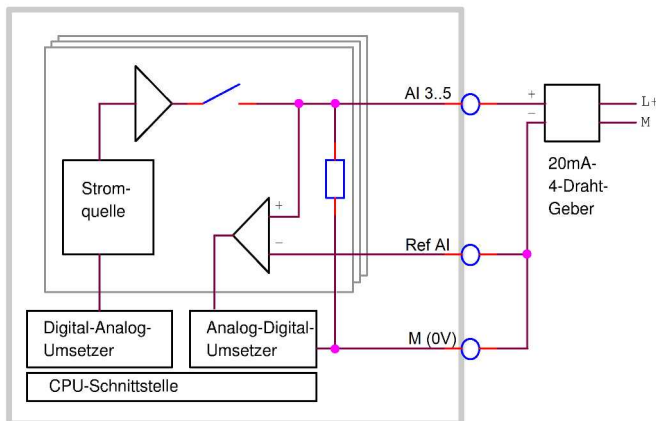 AI 3..5
+
−
L+
M
20mA-
4-Draht-
Geber
Strom-
quelle
+
−
Ref AI
Digital-Analog-
Umsetzer
Analog-Digital-
Umsetzer
M (0V)
CPU-Schnittstelle